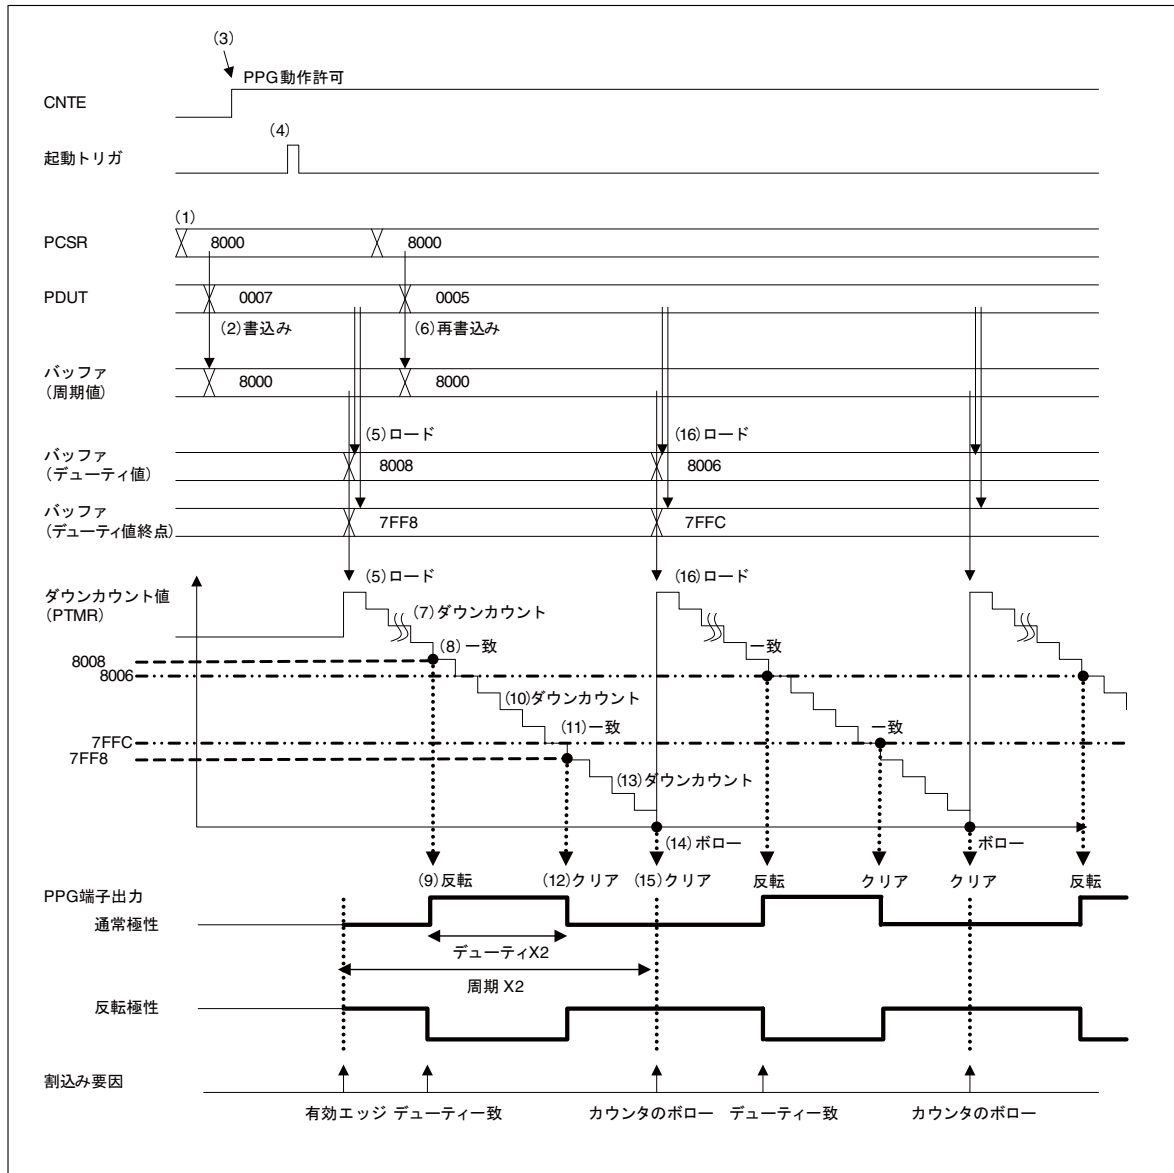 (3)
PPG動作許可
CNTE
(4)
起動トリガ
(1)
PCSR
8000
8000
PDUT
0007
0005
(2)書込み
(6)再書込み
バッファ
(周期値)
8000
8000
(5)ロード
(16)ロード
バッファ
(デューティ値)
8008
8006
バッファ
(デューティ値終点)
7FF8
7FFC
(5)ロード
(16)ロード
ダウンカウント値
(PTMR)
(7)ダウンカウント
(8)一致
一致
8008
8006
(10)ダウンカウント
(11)一致
一致
7FFC
7FF8
(13)ダウンカウント
(14)ボロー
ボロー
(9)反転
(12)クリア
(15)クリア
反転
クリア
クリア
反転
PPG端子出力
通常極性
デューティX2
周期 X2
反転極性
割込み要因
有効エッジ
デューティ一致
カウンタのボロー
デューティ一致
カウンタのボロー